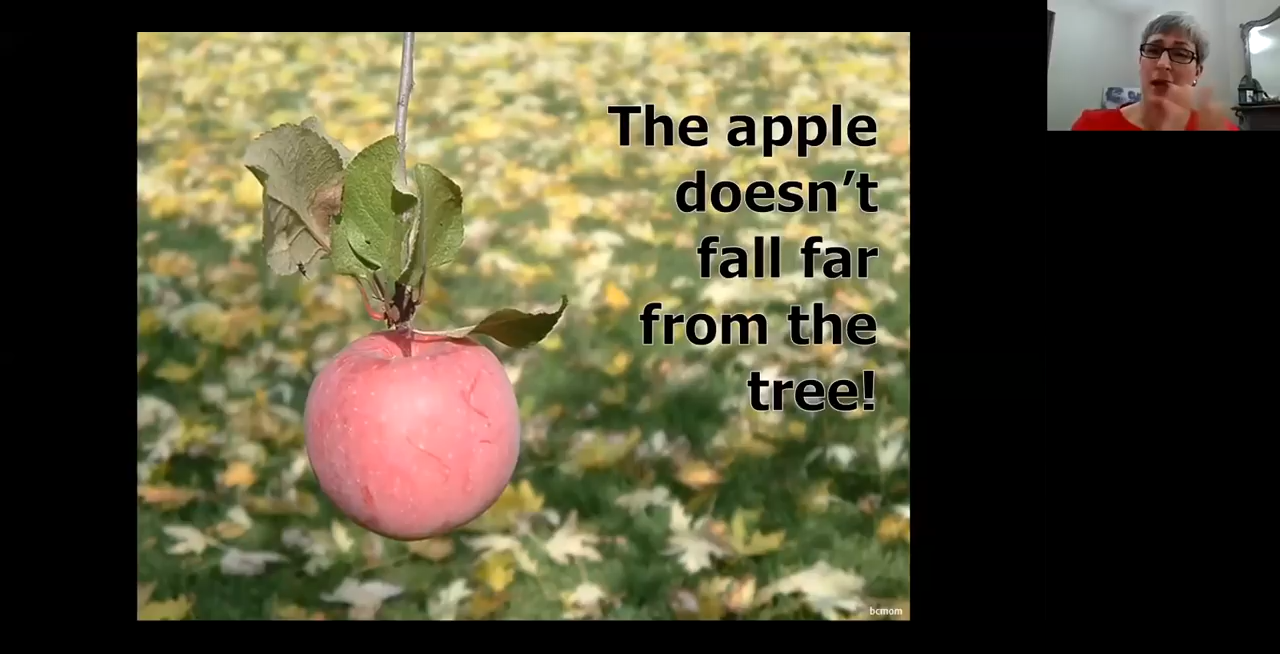 The apple
doesn’t
fall far
from the
tree!
bcmom